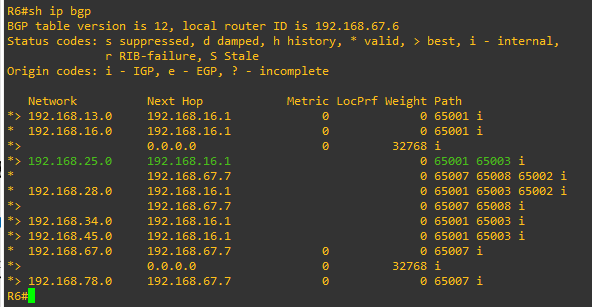 R6#sh ip bgp
BGP table version is 12, local router ID is 192.168.67.6
Status codes: s suppressed, d damped, h history, * valid, > best, i - internal,
              r RIB-failure, S Stale
Origin codes: i - IGP, e - EGP, ? - incomplete

   Network          Next Hop            Metric LocPrf Weight Path
*> 192.168.13.0     192.168.16.1             0             0 65001 i
*  192.168.16.0     192.168.16.1             0             0 65001 i
*>                  0.0.0.0                  0         32768 i
*> 192.168.25.0     192.168.16.1                           0 65001 65003 i
*                   192.168.67.7                           0 65007 65008 65002 i
*  192.168.28.0     192.168.16.1                           0 65001 65003 65002 i
*>                  192.168.67.7                           0 65007 65008 i
*> 192.168.34.0     192.168.16.1                           0 65001 65003 i
*> 192.168.45.0     192.168.16.1                           0 65001 65003 i
*  192.168.67.0     192.168.67.7             0             0 65007 i
*>                  0.0.0.0                  0         32768 i
*> 192.168.78.0     192.168.67.7             0             0 65007 i
R6#